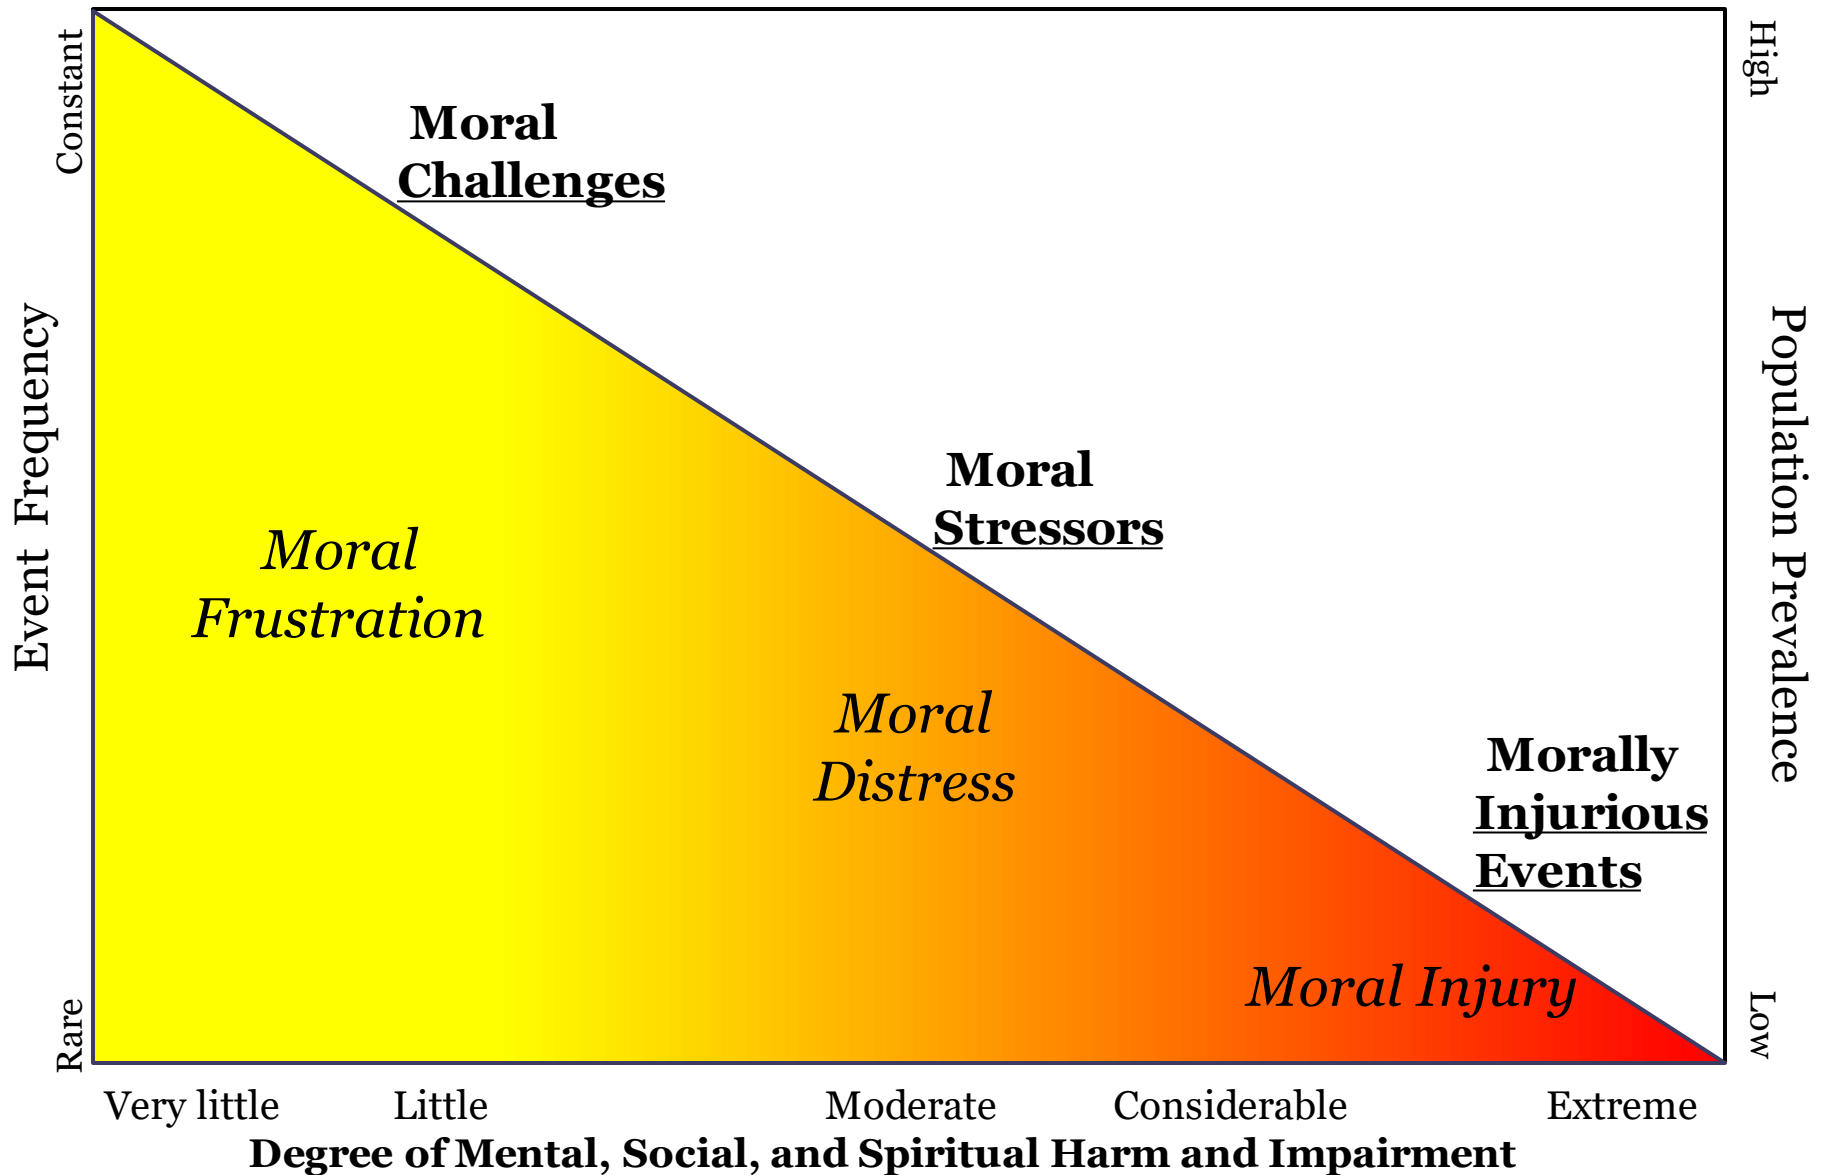 Constant
High
Moral
Challenges
Event Frequency
Population Prevalence
Moral
Stressors
Moral
Frustration
Moral
Distress
Morally
Injurious
Events
Moral Injury
Rare
Low
Very little
Little
Moderate
Considerable
Extreme
Degree of Mental, Social, and Spiritual Harm and Impairment